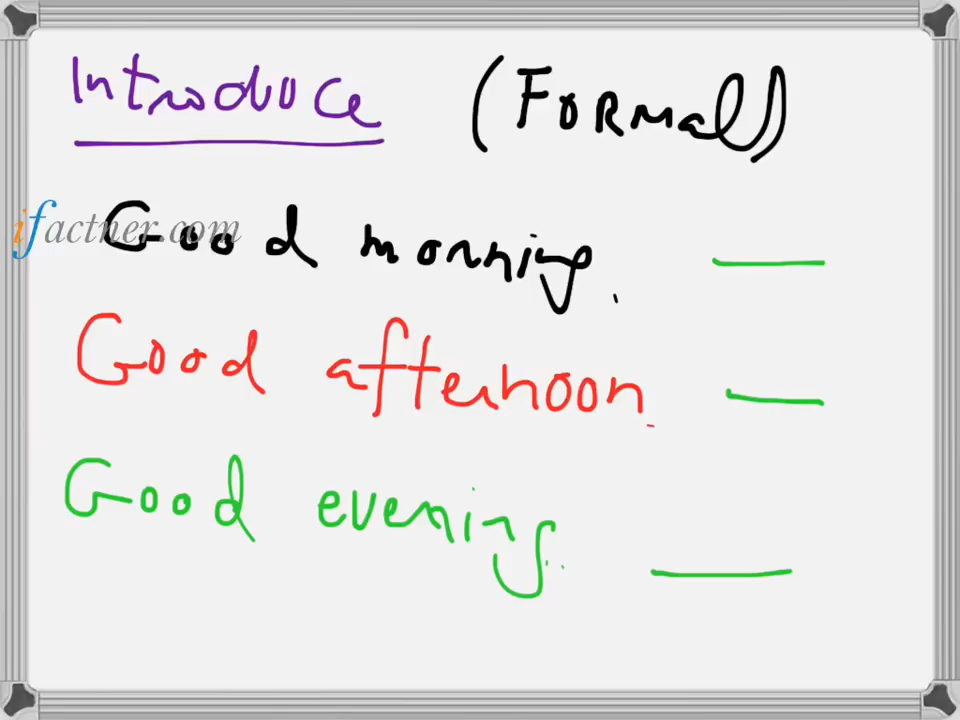 Introduce (Formal)
ifactner.com
Good morning.
Good afternoon.
Good evening.